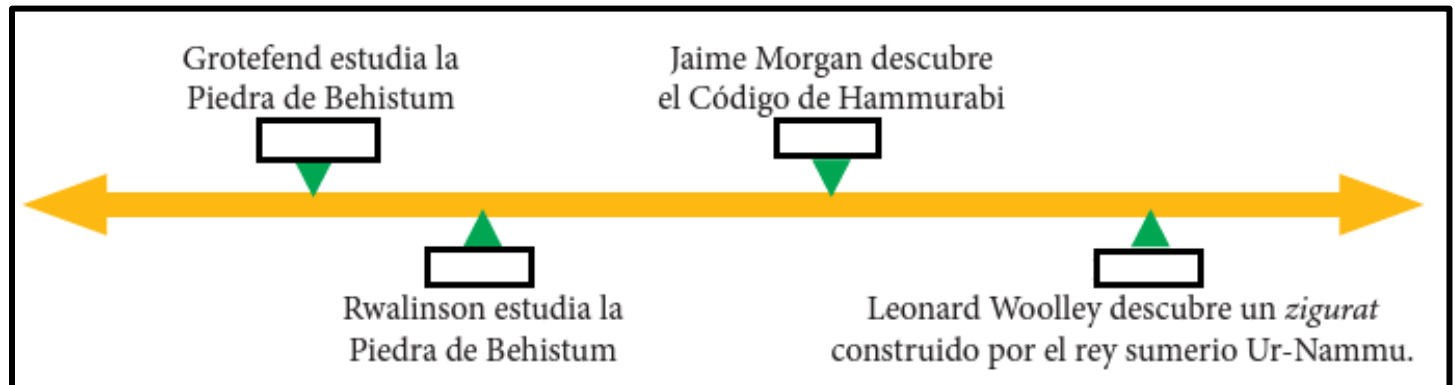 Grotefend estudia la
Piedra de Behistum
Jaime Morgan descubre
el Código de Hammurabi
Rwalinson estudia la
Piedra de Behistum
Leonard Woolley descubre un zigurat
construido por el rey sumerio Ur-Nammu.